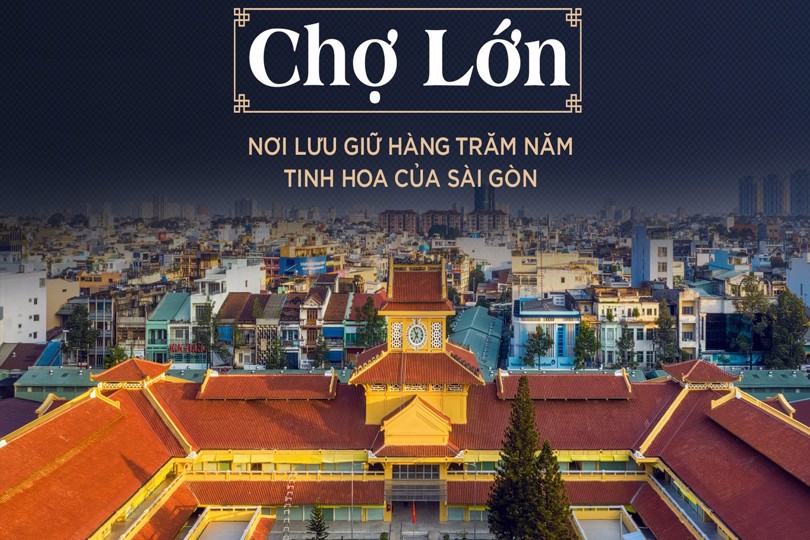 Chợ Lớn
NƠI LƯU GIỮ HÀNG TRĂM NĂM
TINH HOA CỦA SÀI GÒN